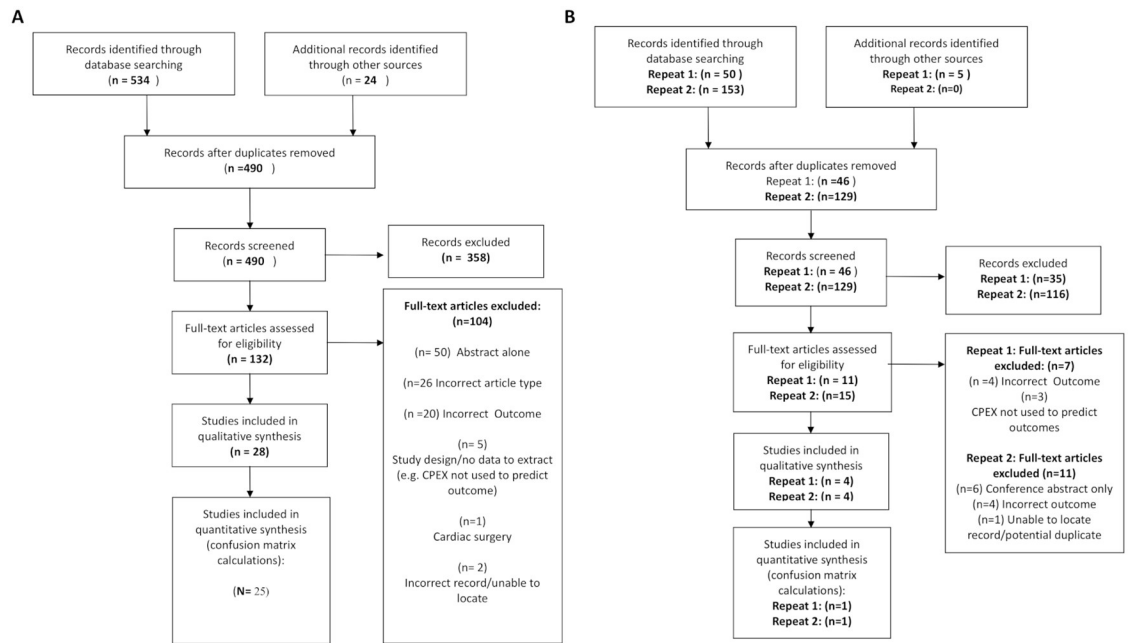 A
Records identified through
database searching
(n = 534 )
Additional records identified
through other sources
(n = 24 )
Records after duplicates removed
(n =490 )
Records screened
(n = 490 )
Records excluded
(n = 358)
Full-text articles assessed
for eligibility
(n = 132)
Full-text articles excluded:
(n=104)
(n= 50) Abstract alone
(n=26 Incorrect article type
(n =20) Incorrect Outcome
(n= 5)
Study design/no data to extract
(e.g. CPEX not used to predict
outcome)
(n=1)
Cardiac surgery
(n= 2)
Incorrect record/unable to
locate
Studies included in
qualitative synthesis
(n = 28)
Studies included in
quantitative synthesis
(confusion matrix
calculations):
(N= 25)
B
Records identified through
database searching
Repeat 1: (n = 50 )
Repeat 2: (n = 153)
Additional records identified
through other sources
Repeat 1: (n = 5 )
Repeat 2: (n=0)
Records after duplicates removed
Repeat 1: (n =46 )
Repeat 2: (n=129)
Records screened
Repeat 1: (n = 46 )
Repeat 2: (n=129)
Records excluded
Repeat 1: (n=35)
Repeat 2: (n=116)
Full-text articles assessed
for eligibility
Repeat 1: (n = 11)
Repeat 2: (n=15)
Repeat 1: Full-text articles
excluded: (n=7)
(n =4) Incorrect Outcome
(n=3)
CPEX not used to predict
outcomes
Repeat 2: Full-text articles
excluded (n=11)
(n=6) Conference abstract only
(n=4) Incorrect outcome
(n=1) Unable to locate
record/potential duplicate
Studies included in
qualitative synthesis
Repeat 1: (n = 4)
Repeat 2: (n = 4)
Studies included in
quantitative synthesis
(confusion matrix
calculations):
Repeat 1: (n=1)
Repeat 2: (n=1)